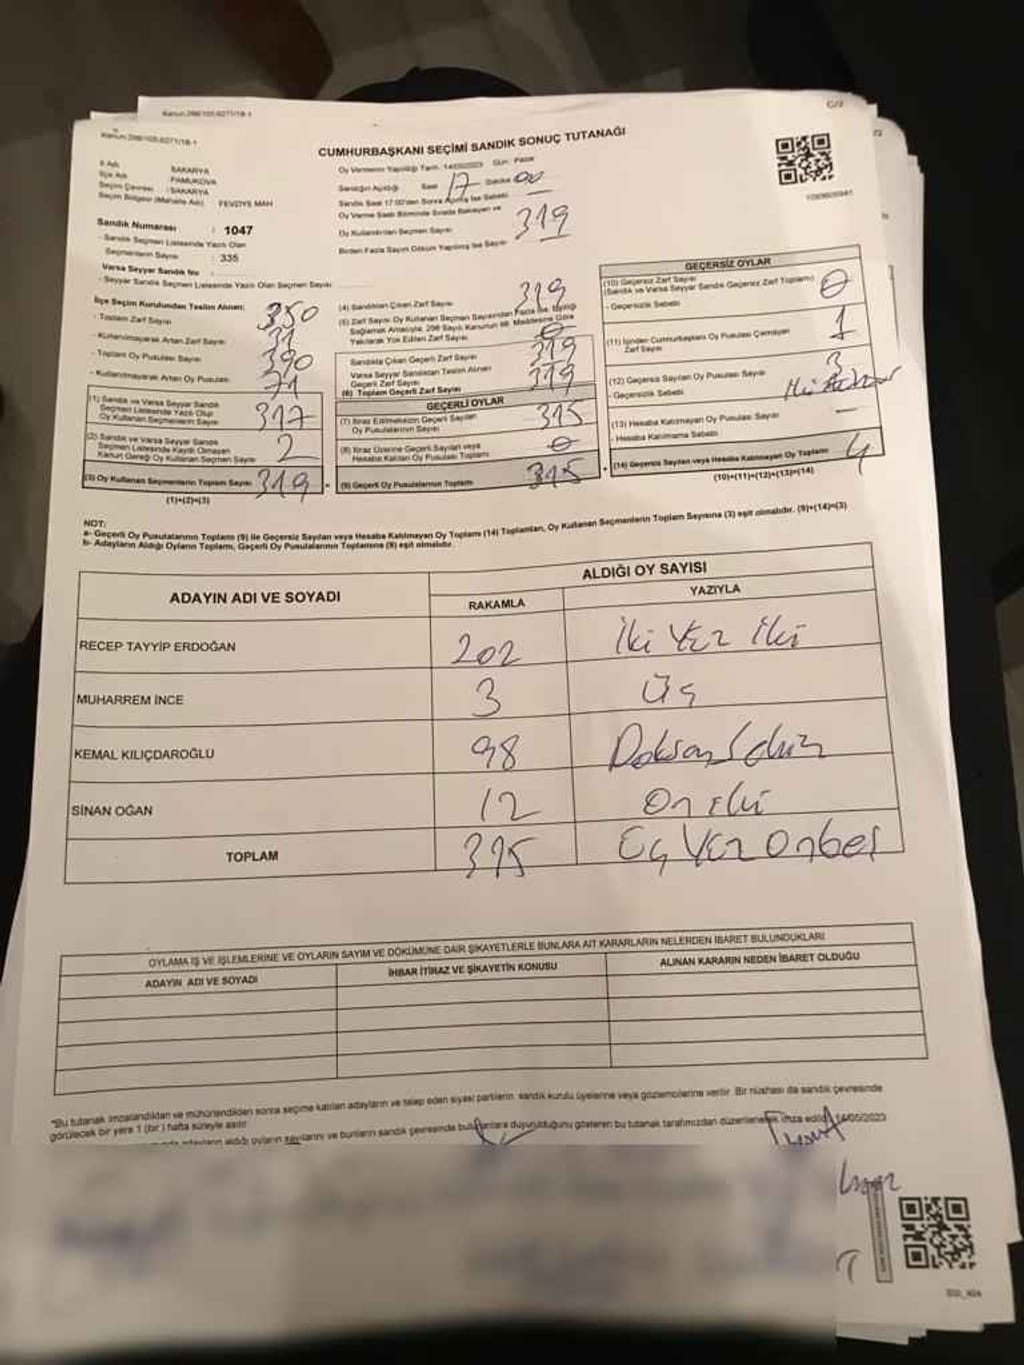 Kanun:298/105,6271/18-1
Kanun:298/105,6271/18-1
CUMHURBAŞKANI SEÇİMİ SANDIK SONUÇ TUTANAĞI
İl Adı : SAKARYA
İlçe Adı : PAMUKOVA
Seçim Çevresi : SAKARYA
Seçim Bölgesi (Mahalle Adı) : FEVZİYE MAH
Sandık Numarası : 1047
- Sandık Seçmen Listesinde Yazılı Olan
Seçmenlerin Sayısı : 335
Varsa Seyyar Sandık No :
- Seyyar Sandık Seçmen Listesinde Yazılı Olan Seçmen Sayısı :
Oy Vermenin Yapıldığı Tarih: 14/05/2023 Gün: Pazar
Sandığın Açıldığı Saat 17 Dakika 00
Sandık Saat 17:00'den Sonra Açılmış İse Sebebi
Oy Verme Saati Bitiminde Sırada Bekleyen ve
Oy Kullandırılan Seçmen Sayısı 319
Birden Fazla Sayım Döküm Yapılmış İse Sayısı
İlçe Seçim Kurulundan Teslim Alınan:
- Toplam Zarf Sayısı 350
- Kullanılmayarak Artan Zarf Sayısı 31
- Toplam Oy Pusulası Sayısı 390
- Kullanılmayarak Artan Oy Pusulası 71
(1) Sandık ve Varsa Seyyar Sandık
Seçmen Listesinde Yazılı Olup
Oy Kullanan Seçmenlerin Sayısı 317
(2) Sandık ve Varsa Seyyar Sandık
Seçmen Listesinde Kayıtlı Olmayan
Kanun Gereği Oy Kullanan Seçmen Sayısı 2
(3) Oy Kullanan Seçmenlerin Toplam Sayısı 319
(1)+(2)=(3)
(4) Sandıktan Çıkan Zarf Sayısı 319
(5) Zarf Sayısı Oy Kullanan Seçmen Sayısından Fazla İse, Eşitliği
Sağlamak Amacıyla, 298 Sayılı Kanunun 98. Maddesine Göre
Yakılarak Yok Edilen Zarf Sayısı 0
Sandıkta Çıkan Geçerli Zarf Sayısı 319
Varsa Seyyar Sandıktan Teslim Alınan
Geçerli Zarf Sayısı
(6) Toplam Geçerli Zarf Sayısı 319
GEÇERLİ OYLAR
(7) İtiraz Edilmeksizin Geçerli Sayılan
Oy Pusulalarının Sayısı 315
(8) İtiraz Üzerine Geçerli Sayılan veya
Hesaba Katılan Oy Pusulası Toplamı 0
(9) Geçerli Oy Pusulalarının Toplamı 315
GEÇERSİZ OYLAR
(10) Geçersiz Zarf Sayısı
(Sandık ve Varsa Seyyar Sandık Geçersiz Zarf Toplamı) 0
- Geçersizlik Sebebi
(11) İçinden Cumhurbaşkanı Oy Pusulası Çıkmayan
Zarf Sayısı 1
(12) Geçersiz Sayılan Oy Pusulası Sayısı 3
- Geçersizlik Sebebi
(13) Hesaba Katılmayan Oy Pusulası Sayısı —
- Hesaba Katılmama Sebebi
(14) Geçersiz Sayılan veya Hesaba Katılmayan Oy Toplamı 4
(10)+(11)+(12)+(13)=(14)
NOT:
a- Geçerli Oy Pusulalarının Toplamı (9) ile Geçersiz Sayılan veya Hesaba Katılmayan Oy Toplamı (14) Toplamları, Oy Kullanan Seçmenlerin Toplam Sayısına (3) eşit olmalıdır. (9)+(14)=(3)
b- Adayların Aldığı Oyların Toplamı, Geçerli Oy Pusulalarının Toplamına (9) eşit olmalıdır.
ADAYIN ADI VE SOYADI ALDIĞI OY SAYISI
RAKAMLA YAZIYLA
RECEP TAYYİP ERDOĞAN 202 İki Yüz İki
MUHARREM İNCE 3 Üç
KEMAL KILIÇDAROĞLU 98 Doksan Sekiz
SİNAN OĞAN 12 On iki
TOPLAM 315 Üç Yüz Onbeş
OYLAMA İŞ VE İŞLEMLERİNE VE OYLARIN SAYIM VE DÖKÜMÜNE DAİR ŞİKAYETLERLE BUNLARA AİT KARARLARIN NELERDEN İBARET BULUNDUKLARI
ADAYIN ADI VE SOYADI İHBAR İTİRAZ VE ŞİKAYETİN KONUSU ALINAN KARARIN NEDEN İBARET OLDUĞU
*Bu tutanak imzalandıktan ve mühürlendikten sonra seçime katılan adayların ve talep eden siyasi partilerin sandık kurulu üyelerine veya gözlemcilerine verilir. Bir nüshası da sandık çevresinde
görülecek bir yere 1 (bir) hafta süreyle asılır.
adayların aldığı oyların sayılarını ve bunların sandık çevresinde bulunanlara duyurulduğunu gösteren bu tutanak tarafımızdan düzenlenerek imza edildi. 14/05/2023